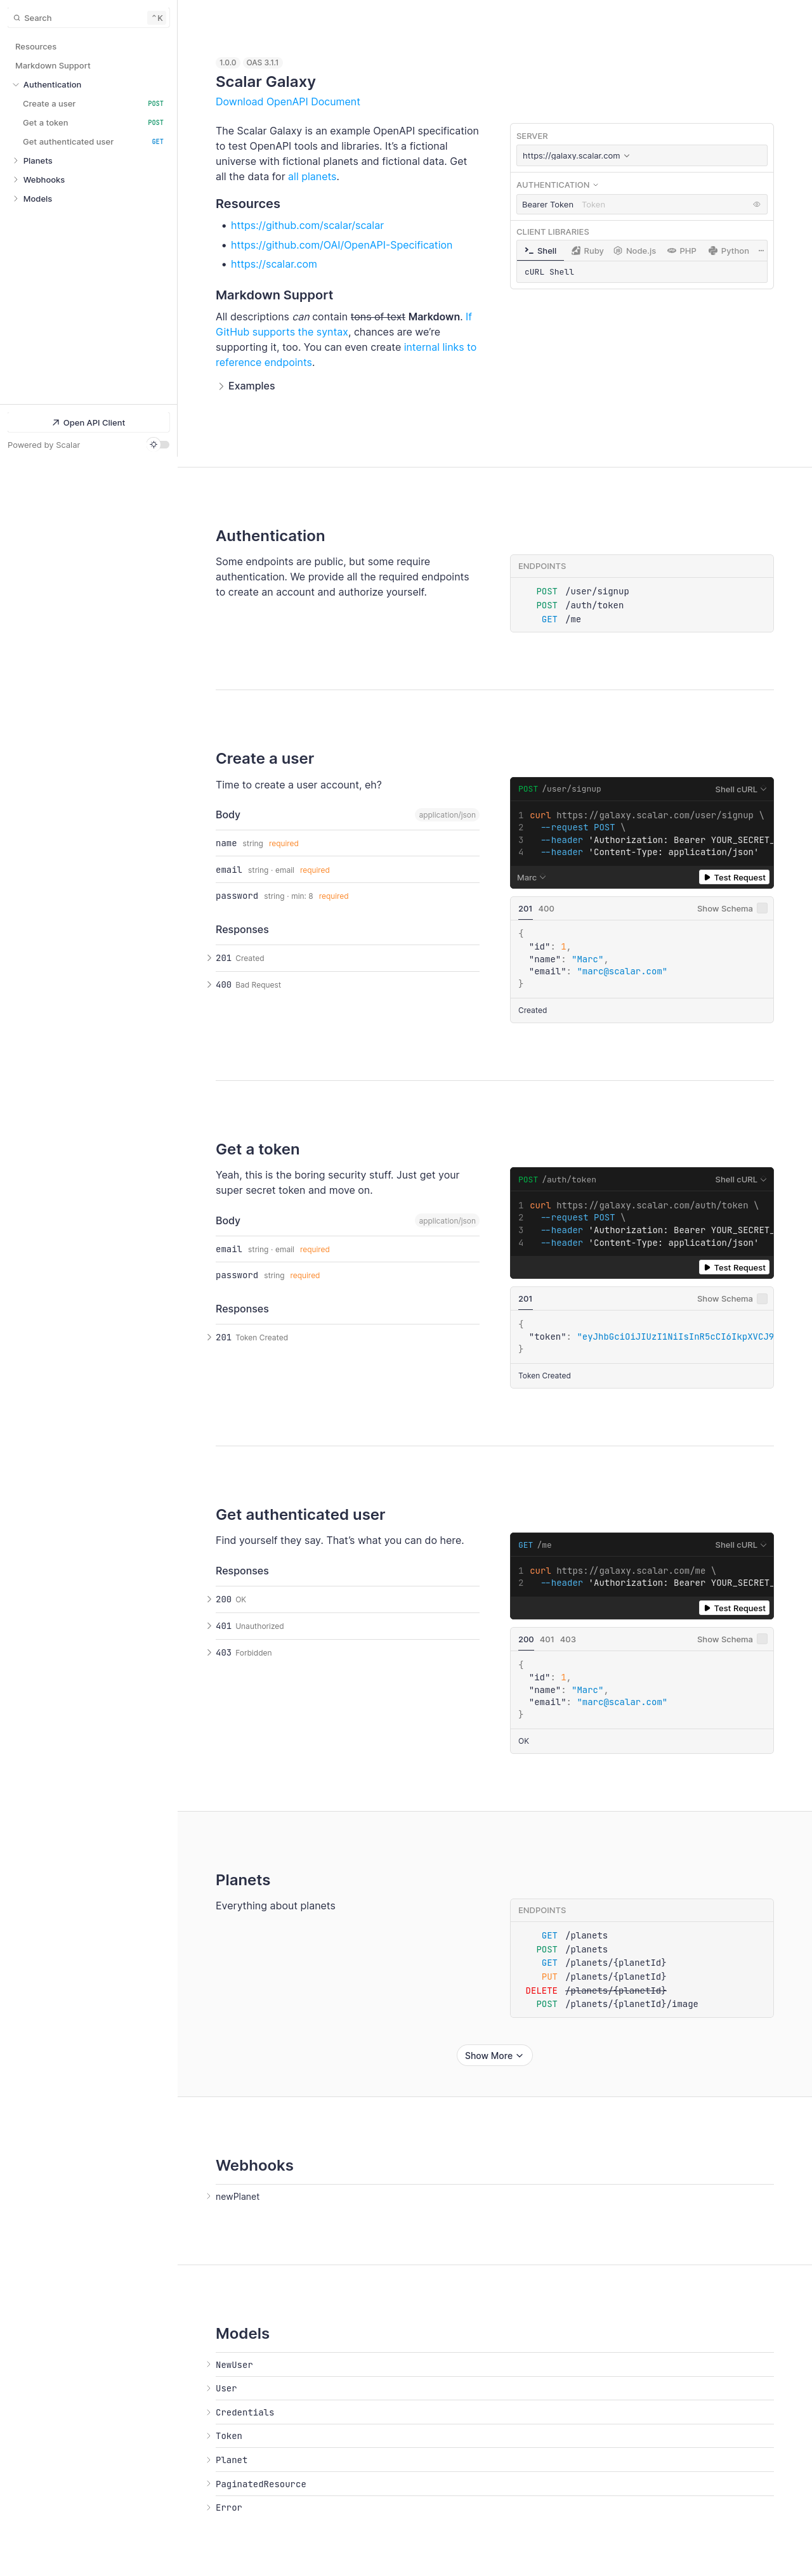 Search
⌃K
Resources
Markdown Support
Authentication
Create a user POST
Get a token POST
Get authenticated user GET
Planets
Webhooks
Models
Open API Client
Powered by Scalar
1.0.0 OAS 3.1.1
Scalar Galaxy
Download OpenAPI Document
The Scalar Galaxy is an example OpenAPI specification
to test OpenAPI tools and libraries. It's a fictional
universe with fictional planets and fictional data. Get
all the data for all planets.
Resources
• https://github.com/scalar/scalar
• https://github.com/OAI/OpenAPI-Specification
• https://scalar.com
Markdown Support
All descriptions can contain tons of text Markdown. If
GitHub supports the syntax, chances are we're
supporting it, too. You can even create internal links to
reference endpoints.
Examples
SERVER
https://galaxy.scalar.com
AUTHENTICATION
Bearer Token Token
CLIENT LIBRARIES
Shell Ruby Node.js PHP Python ···
cURL Shell
Authentication
Some endpoints are public, but some require
authentication. We provide all the required endpoints
to create an account and authorize yourself.
ENDPOINTS
POST /user/signup
POST /auth/token
GET /me
Create a user
Time to create a user account, eh?
Body application/json
name string required
email string · email required
password string · min: 8 required
Responses
201 Created
400 Bad Request
POST /user/signup Shell cURL
1 curl https://galaxy.scalar.com/user/signup \
2 --request POST \
3 --header 'Authorization: Bearer YOUR_SECRET_
4 --header 'Content-Type: application/json'
Marc Test Request
201 400 Show Schema
{
"id": 1,
"name": "Marc",
"email": "marc@scalar.com"
}
Created
Get a token
Yeah, this is the boring security stuff. Just get your
super secret token and move on.
Body application/json
email string · email required
password string required
Responses
201 Token Created
POST /auth/token Shell cURL
1 curl https://galaxy.scalar.com/auth/token \
2 --request POST \
3 --header 'Authorization: Bearer YOUR_SECRET_
4 --header 'Content-Type: application/json'
Test Request
201 Show Schema
{
"token": "eyJhbGciOiJIUzI1NiIsInR5cCI6IkpXVCJ9
}
Token Created
Get authenticated user
Find yourself they say. That's what you can do here.
Responses
200 OK
401 Unauthorized
403 Forbidden
GET /me Shell cURL
1 curl https://galaxy.scalar.com/me \
2 --header 'Authorization: Bearer YOUR_SECRET_
Test Request
200 401 403 Show Schema
{
"id": 1,
"name": "Marc",
"email": "marc@scalar.com"
}
OK
Planets
Everything about planets
ENDPOINTS
GET /planets
POST /planets
GET /planets/{planetId}
PUT /planets/{planetId}
DELETE /planets/{planetId}
POST /planets/{planetId}/image
Show More
Webhooks
newPlanet
Models
NewUser
User
Credentials
Token
Planet
PaginatedResource
Error